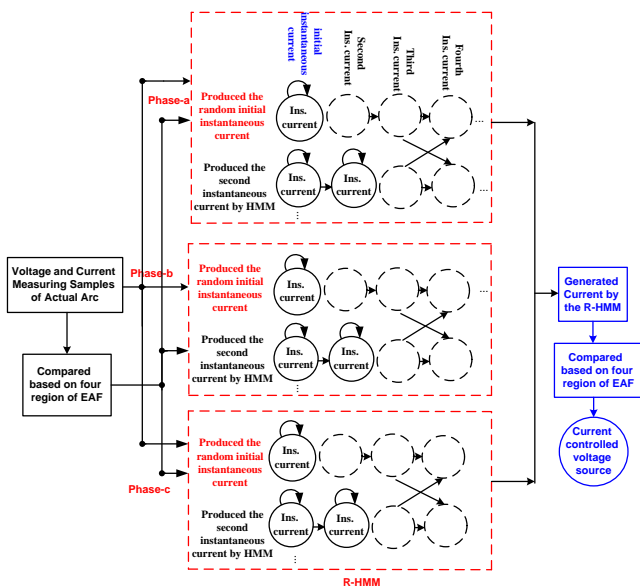 initial
instantaneous
current
Second
Ins. current
Third
Ins. current
Fourth
Ins. current
Phase-a
Produced the
random initial
instantaneous
current
Ins.
current
...
Produced the
second
instantaneous
current by HMM
Ins.
current
Ins.
current
...
...
Voltage and Current
Measuring Samples
of Actual Arc
Compared
based on four
region of EAF
Phase-b
Produced the
random initial
instantaneous
current
Ins.
current
...
Produced the
second
instantaneous
current by HMM
Ins.
current
Ins.
current
...
Phase-c
Produced the
random initial
instantaneous
current
Ins.
current
Produced the
second
instantaneous
current by HMM
Ins.
current
Ins.
current
...
R-HMM
Generated
Current by
the R-HMM
Compared
based on four
region of EAF
Current
controlled
voltage
source